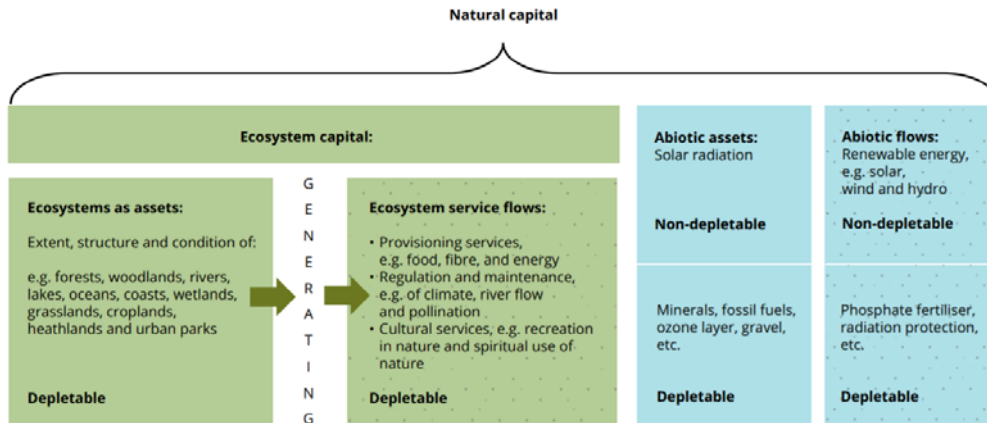 Natural capital
Ecosystem capital:
Ecosystems as assets:
Extent, structure and condition of:
e.g. forests, woodlands, rivers,
lakes, oceans, coasts, wetlands,
grasslands, croplands,
heathlands and urban parks
Depletable
G
E
N
E
R
A
T
I
N
G
Ecosystem service flows:
• Provisioning services,
e.g. food, fibre, and energy
• Regulation and maintenance,
e.g. of climate, river flow
and pollination
• Cultural services, e.g. recreation
in nature and spiritual use of
nature
Depletable
Abiotic assets:
Solar radiation
Non-depletable
Minerals, fossil fuels,
ozone layer, gravel,
etc.
Depletable
Abiotic flows:
Renewable energy,
e.g. solar,
wind and hydro
Non-depletable
Phosphate fertiliser,
radiation protection,
etc.
Depletable